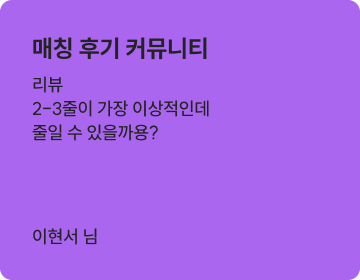 매칭 후기 커뮤니티
리뷰
2-3줄이 가장 이상적인데
줄일 수 있을까용?
이현서 님